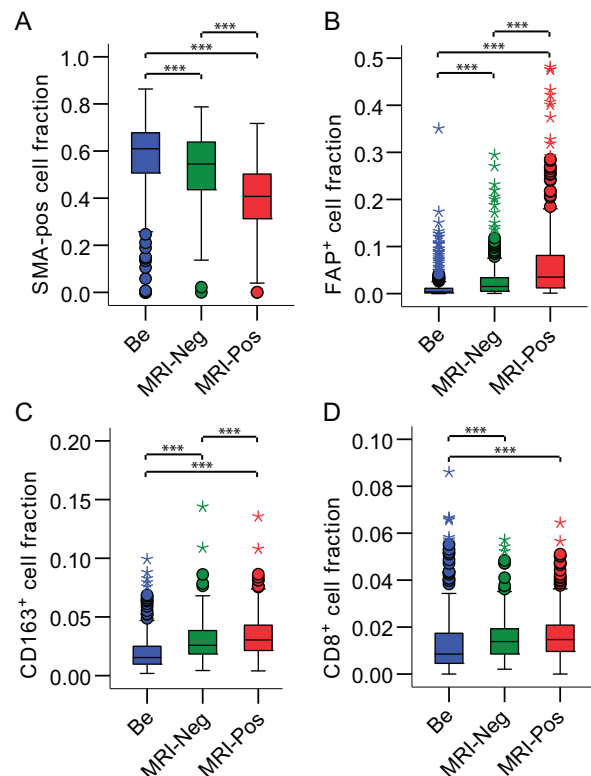 A
***
***
***
SMA-pos cell fraction
1.0
0.8
0.6
0.4
0.2
0.0
Be
MRI-Neg
MRI-Pos
B
***
***
***
FAP⁺ cell fraction
0.5
0.4
0.3
0.2
0.1
0.0
Be
MRI-Neg
MRI-Pos
C
***
***
***
CD163⁺ cell fraction
0.20
0.15
0.10
0.05
0.00
Be
MRI-Neg
MRI-Pos
D
***
***
CD8⁺ cell fraction
0.10
0.08
0.06
0.04
0.02
0.00
Be
MRI-Neg
MRI-Pos